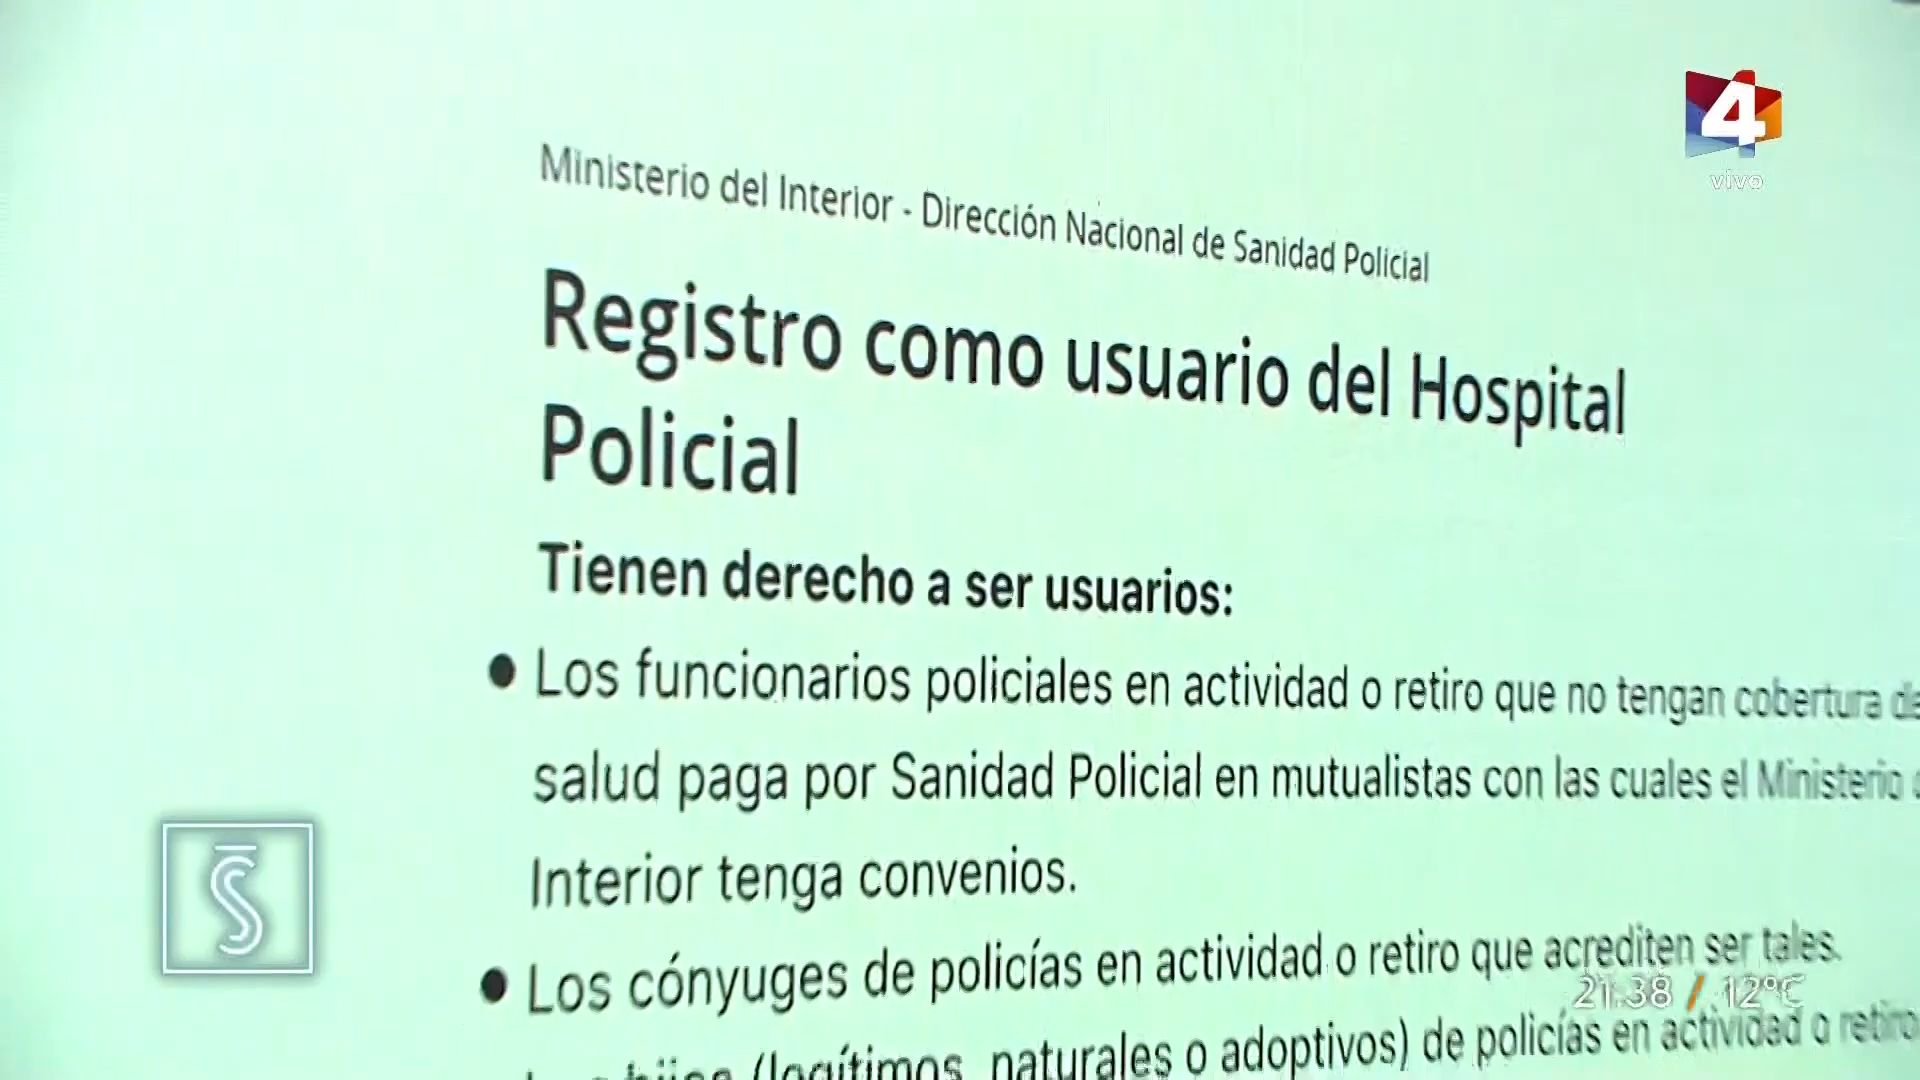 4
vivo
Ministerio del Interior - Dirección Nacional de Sanidad Policial
Registro como usuario del Hospital
Policial
Tienen derecho a ser usuarios:
● Los funcionarios policiales en actividad o retiro que no tengan cobertura de
salud paga por Sanidad Policial en mutualistas con las cuales el Ministerio
Interior tenga convenios.
● Los cónyuges de policías en actividad o retiro que acrediten ser tales.
21:38 / 12°C
hijos (legítimos, naturales o adoptivos) de policías en actividad o retiro
S